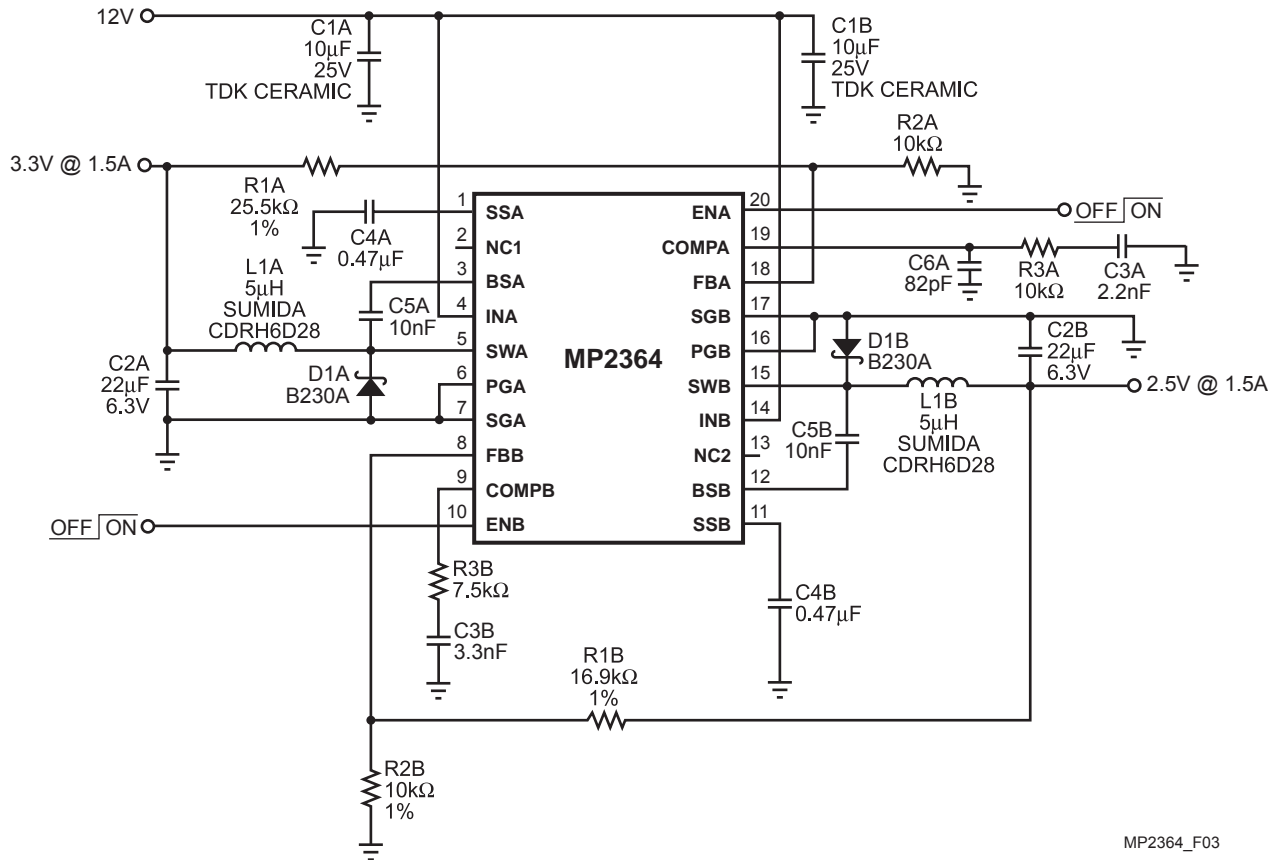 12V
C1A
10µF
25V
TDK CERAMIC
C1B
10µF
25V
TDK CERAMIC
3.3V @ 1.5A
R1A
25.5kΩ
1%
R2A
10kΩ
C4A
0.47µF
L1A
5µH
SUMIDA
CDRH6D28
C5A
10nF
C2A
22µF
6.3V
D1A
B230A
1
SSA
2
NC1
3
BSA
4
INA
5
SWA
6
PGA
7
SGA
8
FBB
9
COMPB
10
ENB
MP2364
20
ENA
19
COMPA
18
FBA
17
SGB
16
PGB
15
SWB
14
INB
13
NC2
12
BSB
11
SSB
OFF ON
C6A
82pF
R3A
10kΩ
C3A
2.2nF
D1B
B230A
C2B
22µF
6.3V
2.5V @ 1.5A
L1B
5µH
SUMIDA
CDRH6D28
C5B
10nF
OFF ON
R3B
7.5kΩ
C3B
3.3nF
C4B
0.47µF
R1B
16.9kΩ
1%
R2B
10kΩ
1%
MP2364_F03